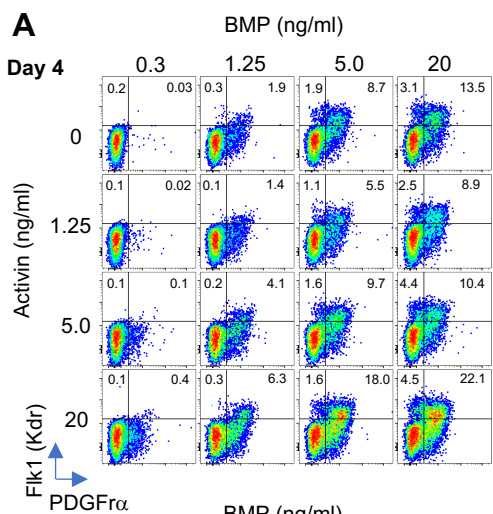 A
BMP (ng/ml)
Day 4
0.3 1.25 5.0 20
Activin (ng/ml)
0
0.2 0.03 0.3 1.9 1.9 8.7 3.1 13.5
1.25
0.1 0.02 0.1 1.4 1.1 5.5 2.5 8.9
5.0
0.1 0.1 0.2 4.1 1.6 9.7 4.4 10.4
20
0.1 0.4 0.3 6.3 1.6 18.0 4.5 22.1
Flk1 (Kdr)
PDGFrα
BMP (ng/ml)